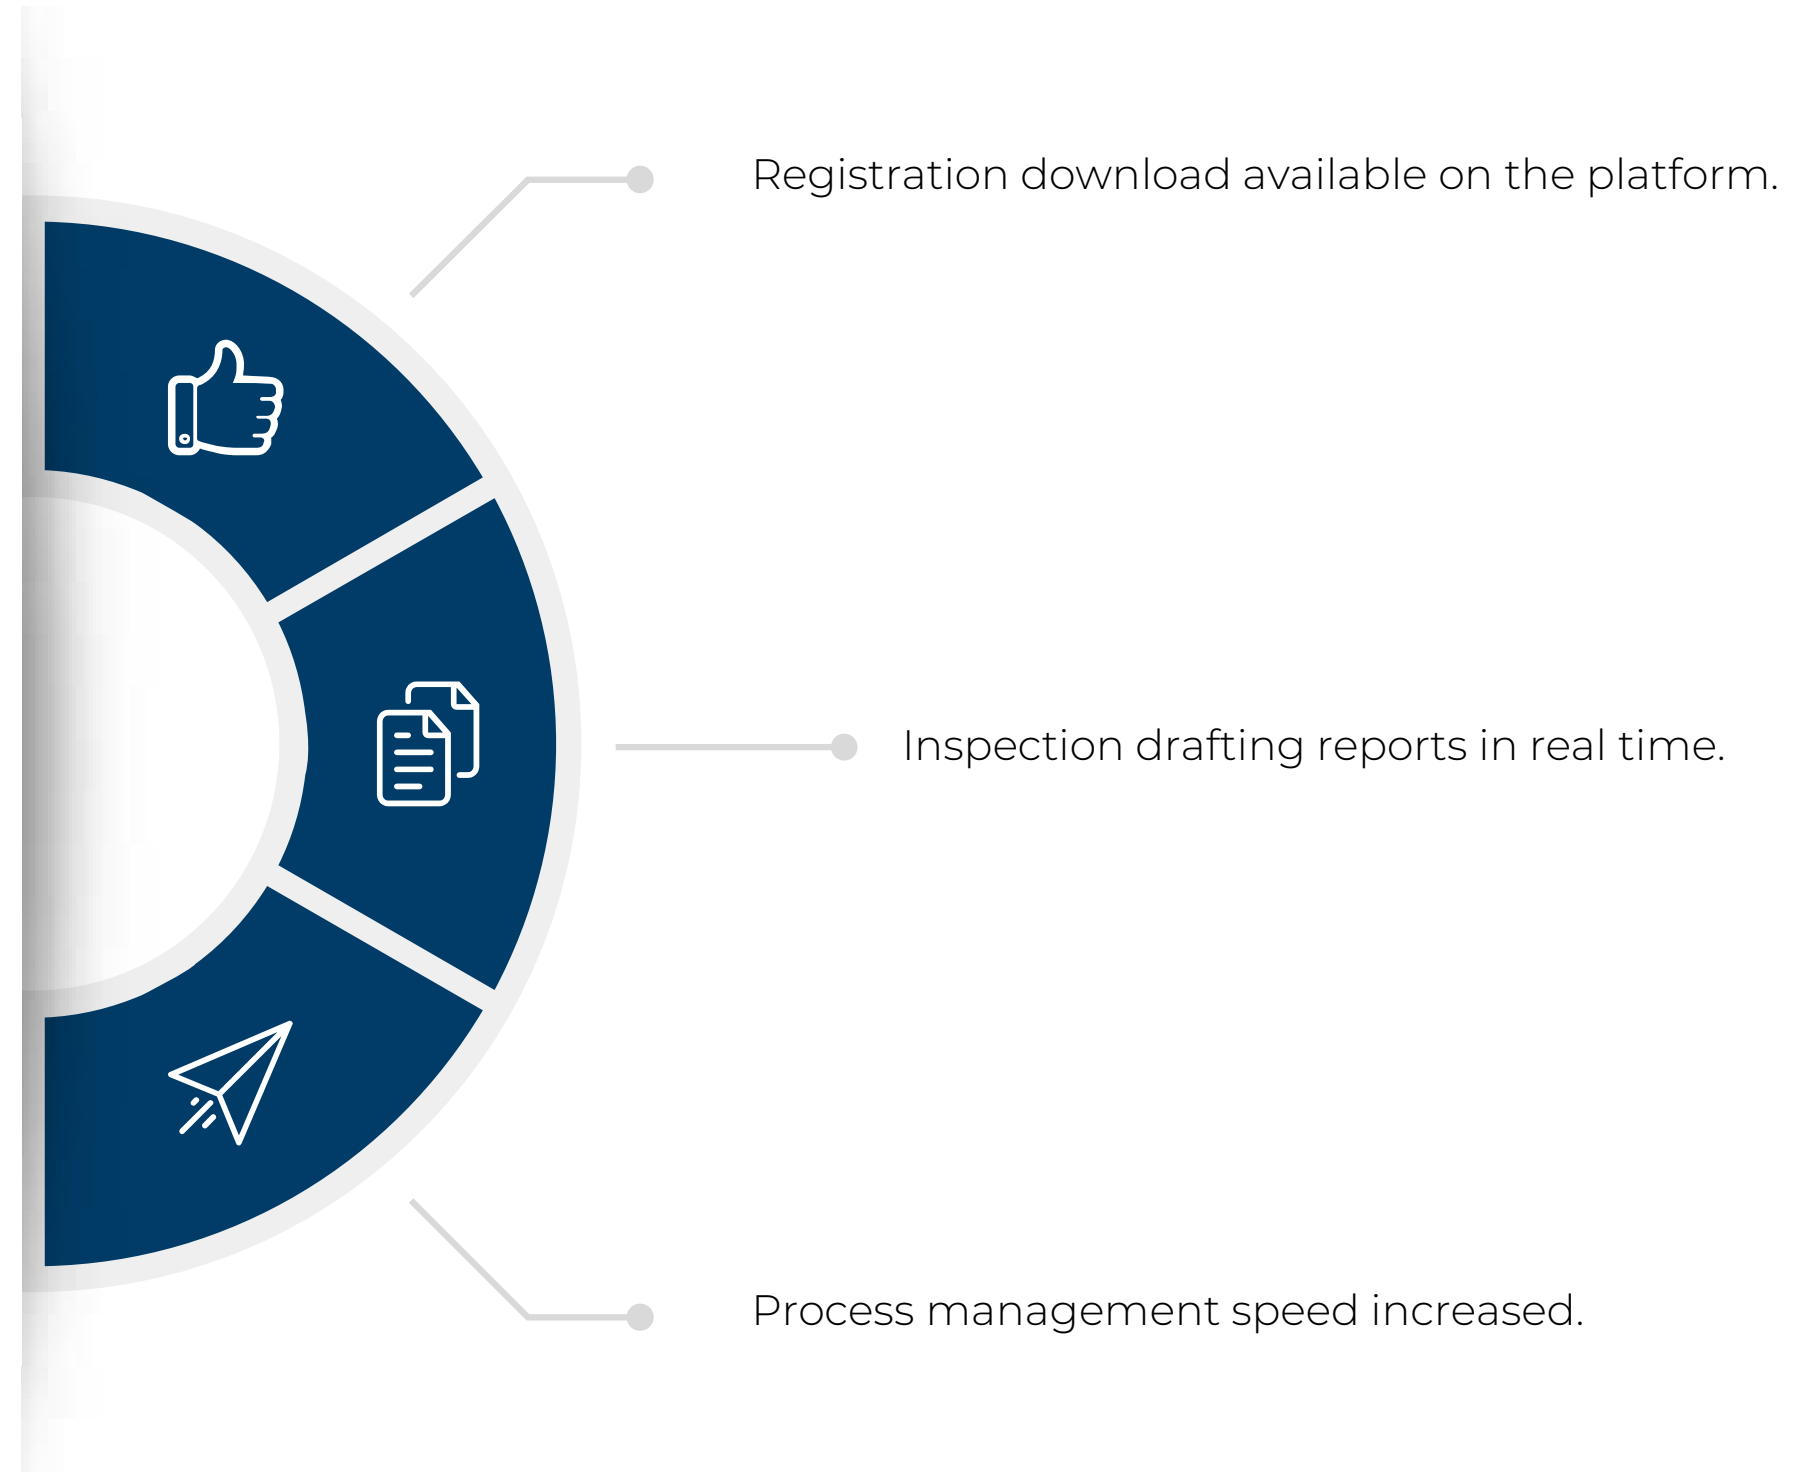 Registration download available on the platform.
Inspection drafting reports in real time.
Process management speed increased.